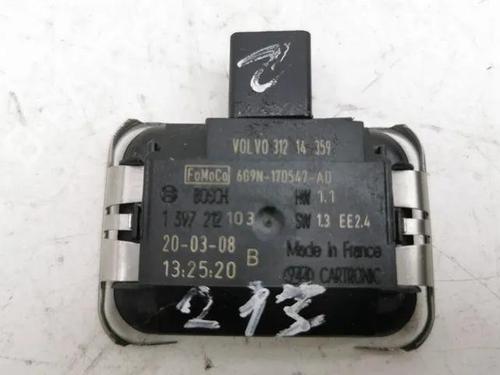 2
VOLVO 312 14 359
FoMoCo 6G9N-17D547-AD
BOSCH HW 1.1
1 397 212 103 SW 1.3 EE2.4
20-03-08 B Made in France
13:25:20 CARTRONIC
213